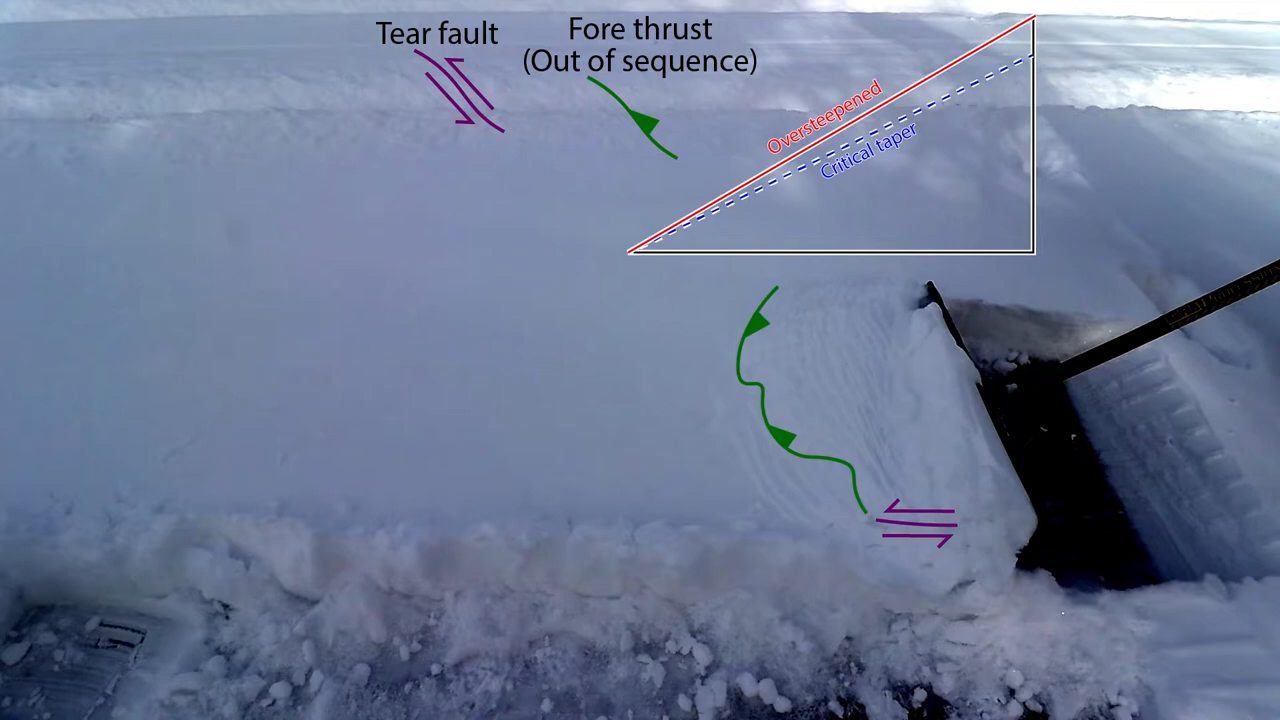 Tear fault
Fore thrust
(Out of sequence)
Oversteepened
Critical taper